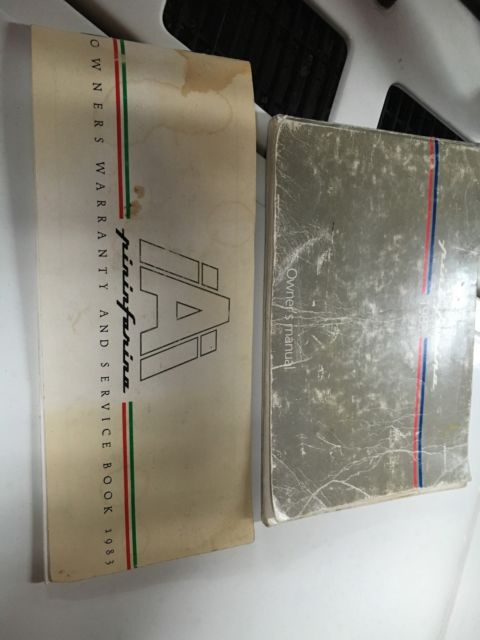 iAi
pininfarina
OWNERS WARRANTY AND SERVICE BOOK 1983
Owner's manual